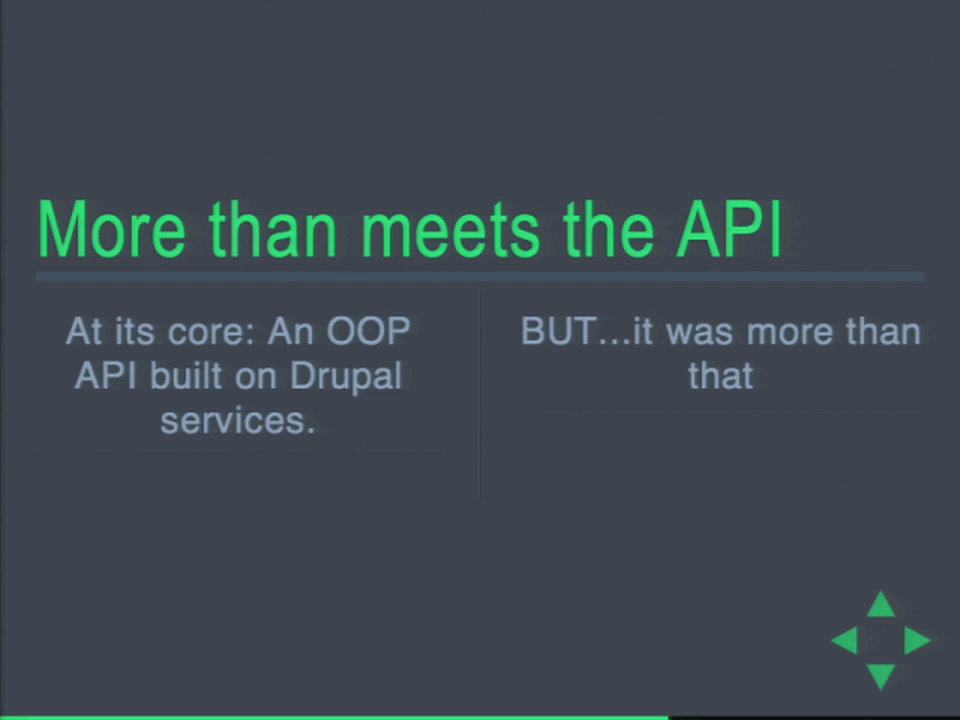 More than meets the API
At its core: An OOP
API built on Drupal
services.
BUT...it was more than
that